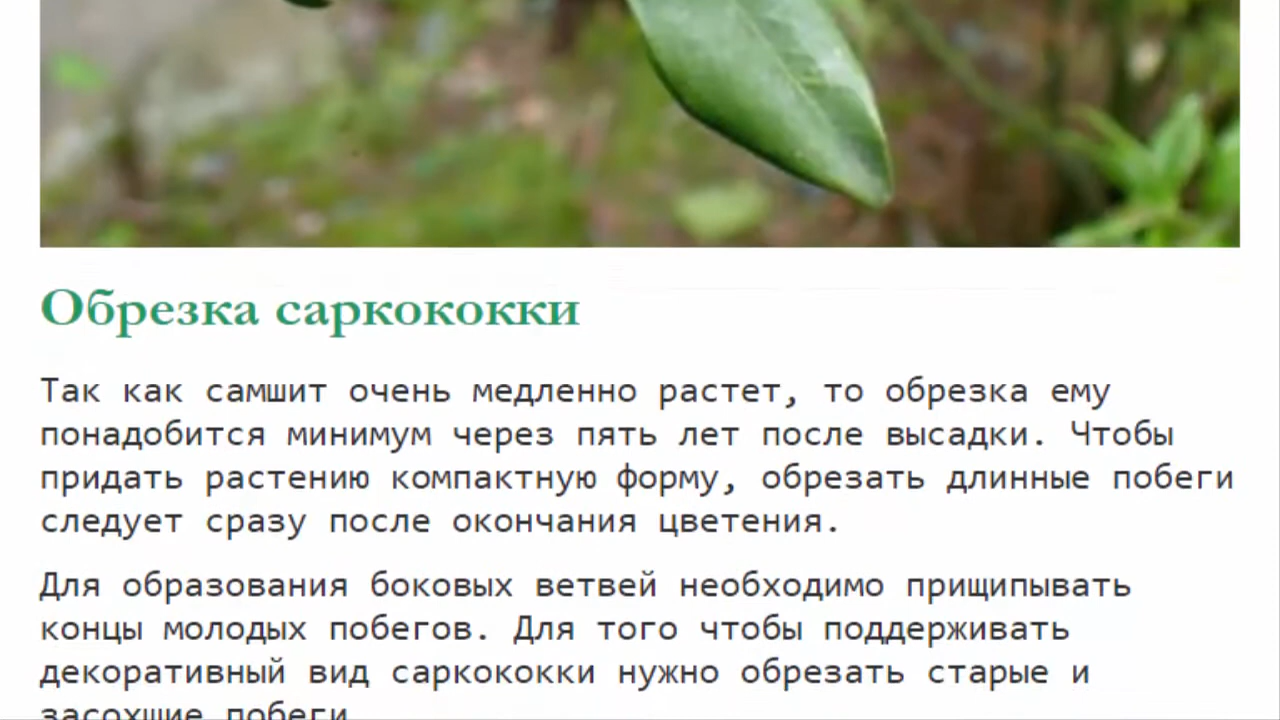 Обрезка саркококки
Так как самшит очень медленно растет, то обрезка ему
понадобится минимум через пять лет после высадки. Чтобы
придать растению компактную форму, обрезать длинные побеги
следует сразу после окончания цветения.
Для образования боковых ветвей необходимо прищипывать
концы молодых побегов. Для того чтобы поддерживать
декоративный вид саркококки нужно обрезать старые и
засохшие побеги